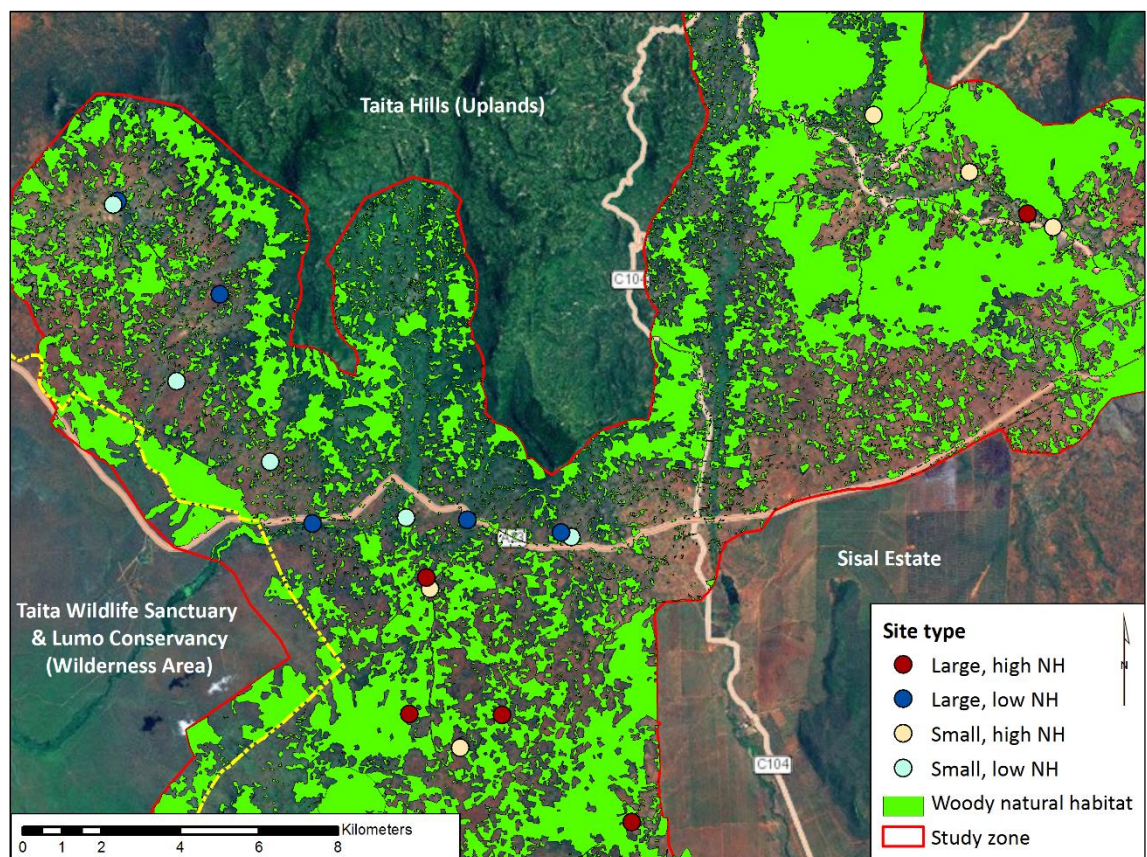 Taita Hills (Uplands)
C104
Sisal Estate
Taita Wildlife Sanctuary
& Lumo Conservancy
(Wilderness Area)
C104
Site type
Large, high NH
Large, low NH
Small, high NH
Small, low NH
Woody natural habitat
Study zone
N
Kilometers
0 1 2 4 6 8